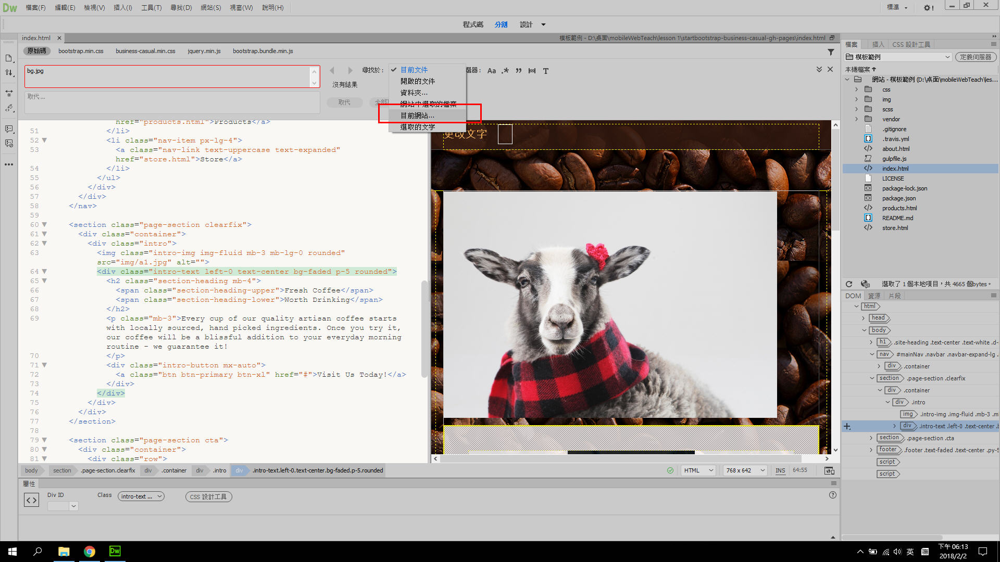 Dw 檔案(F) 編輯(E) 檢視(V) 插入(I) 工具(T) 尋找(D) 網站(S) 視窗(W) 說明(H) 標準
程式碼 分割 設計
index.html 模板範例 - D:\桌面\mobileWebTeach\lesson 1\startbootstrap-business-casual-gh-pages\index.html
原始碼 bootstrap.min.css business-casual.min.css jquery.min.js bootstrap.bundle.min.js
bg.jpg
尋找於：
沒有結果
取代...
取代 全部
目前文件
開啟的文件
資料夾...
網站中選取的檔案
目前網站...
選取的文字
選器： Aa .* ” T
href="products.html">Products</a>
51 </li>
52 <li class="nav-item px-lg-4">
53 <a class="nav-link text-uppercase text-expanded"
href="store.html">Store</a>
54 </li>
55 </ul>
56 </div>
57 </div>
58 </nav>
59
60 <section class="page-section clearfix">
61 <div class="container">
62 <div class="intro">
63 <img class="intro-img img-fluid mb-3 mb-lg-0 rounded"
src="img/a1.jpg" alt="">
64 <div class="intro-text left-0 text-center bg-faded p-5 rounded">
65 <h2 class="section-heading mb-4">
66 <span class="section-heading-upper">Fresh Coffee</span>
67 <span class="section-heading-lower">Worth Drinking</span>
68 </h2>
69 <p class="mb-3">Every cup of our quality artisan coffee starts
with locally sourced, hand picked ingredients. Once you try it,
our coffee will be a blissful addition to your everyday morning
routine - we guarantee it!
70 </p>
71 <div class="intro-button mx-auto">
72 <a class="btn btn-primary btn-xl" href="#">Visit Us Today!</a>
73 </div>
74 </div>
75 </div>
76 </div>
77 </section>
78
79 <section class="page-section cta">
80 <div class="container">
81 <div class="row">
更改文字
body section .page-section.clearfix div .container div .intro div .intro-text.left-0.text-center.bg-faded.p-5.rounded
HTML 768 x 642 INS 64:55
屬性
Div ID Class intro-text ... CSS 設計工具
檔案 插入 CSS 設計工具
模板範例 定義伺服器
本機檔案
網站 - 模板範例 (D:\桌面\mobileWebTeach\les...
css
img
scss
vendor
.gitignore
.travis.yml
about.html
gulpfile.js
index.html
LICENSE
package-lock.json
package.json
products.html
README.md
store.html
選取了 1 個本地項目，共 4665 個bytes。
DOM 資源 片段
html
head
body
h1 .site-heading .text-center .text-white .d-
nav #mainNav .navbar .navbar-expand-lg .
div .container
section .page-section .clearfix
div .container
div .intro
img .intro-img .img-fluid .mb-3 .m
div .intro-text .left-0 .text-center .b
section .page-section .cta
footer .footer .text-faded .text-center .py-5
script
script
Dw
英
下午 06:13
2018/2/2